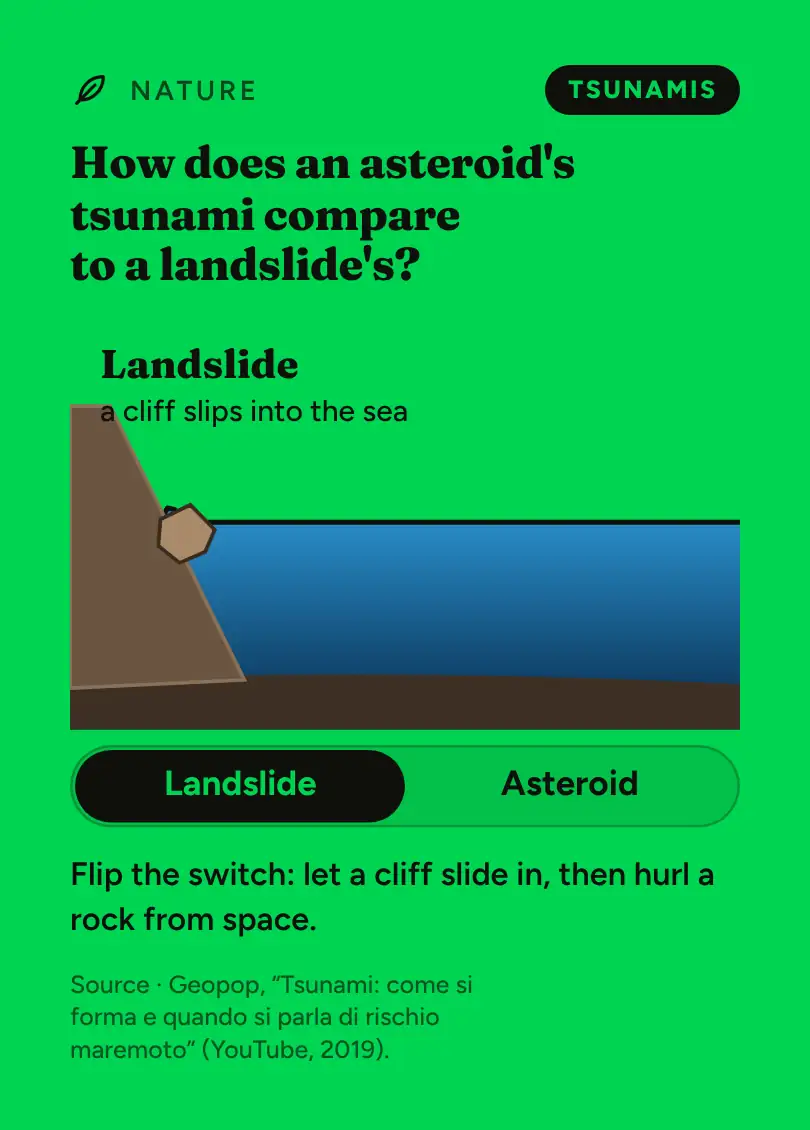 NATURE
TSUNAMIS
How does an asteroid's
tsunami compare
to a landslide's?
Landslide
a cliff slips into the sea
Landslide
Asteroid
Flip the switch: let a cliff slide in, then hurl a
rock from space.
Source · Geopop, “Tsunami: come si
forma e quando si parla di rischio
maremoto” (YouTube, 2019).